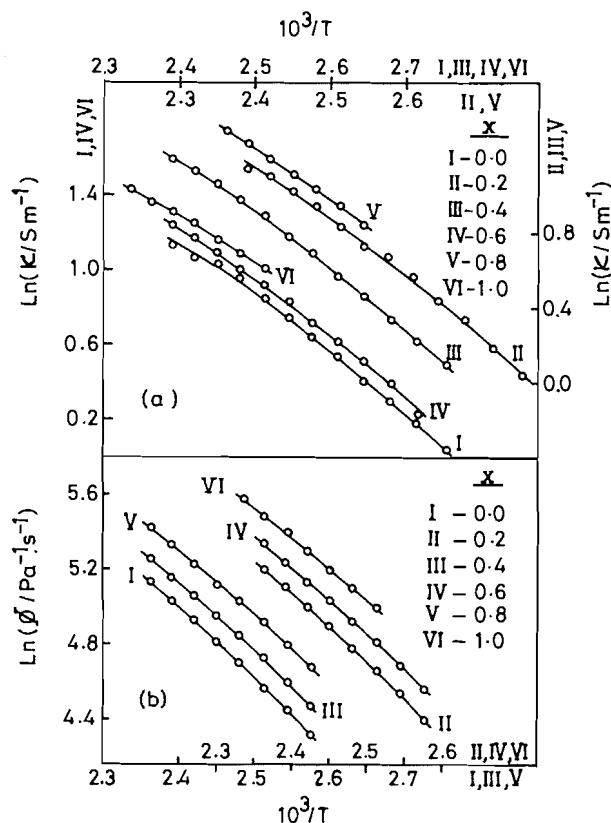 10³/T
2.3 2.4 2.5 2.6 2.7 I,III,IV,VI
2.3 2.4 2.5 2.6 II,V
I,IV,VI
Ln(κ/Sm⁻¹)
1.4
1.0
0.6
0.2
II,III,V
Ln(κ/Sm⁻¹)
0.8
0.4
0.0
x
I-0.0
II-0.2
III-0.4
IV-0.6
V-0.8
VI-1.0
V
VI
III
II
IV
I
(a)
Ln(ø/Pa⁻¹s⁻¹)
5.6
5.2
4.8
4.4
x
I - 0.0
II - 0.2
III - 0.4
IV - 0.6
V - 0.8
VI - 1.0
VI
V
IV
I
III
II
(b)
2.3 2.4 2.5 2.6 II,IV,VI
2.3 2.4 2.5 2.6 2.7 I,III,V
10³/T